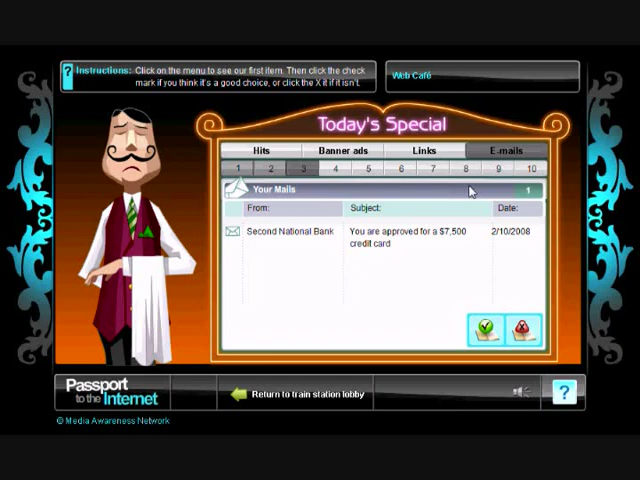 ? Instructions: Click on the menu to see our first item. Then click the check
mark if you think it's a good choice, or click the X it if it isn't.
Web Café
Today's Special
Hits Banner ads Links E-mails
1 2 3 4 5 6 7 8 9 10
Your Mails 1
From: Subject: Date:
Second National Bank You are approved for a $7,500 2/10/2008
credit card
Passport
to the Internet
Return to train station lobby
?
© Media Awareness Network